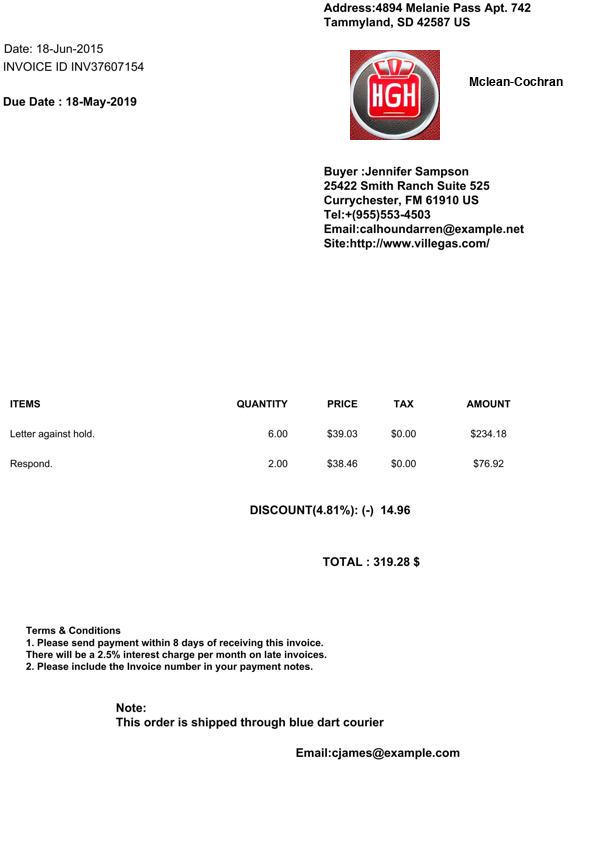 Address:4894 Melanie Pass Apt. 742
Tammyland, SD 42587 US
Date: 18-Jun-2015
INVOICE ID INV37607154
Due Date : 18-May-2019
HGH
Mclean-Cochran
Buyer :Jennifer Sampson
25422 Smith Ranch Suite 525
Currychester, FM 61910 US
Tel:+(955)553-4503
Email:calhoundarren@example.net
Site:http://www.villegas.com/
ITEMS QUANTITY PRICE TAX AMOUNT
Letter against hold. 6.00 $39.03 $0.00 $234.18
Respond. 2.00 $38.46 $0.00 $76.92
DISCOUNT(4.81%): (-) 14.96
TOTAL : 319.28 $
Terms & Conditions
1. Please send payment within 8 days of receiving this invoice.
There will be a 2.5% interest charge per month on late invoices.
2. Please include the Invoice number in your payment notes.
Note:
This order is shipped through blue dart courier
Email:cjames@example.com